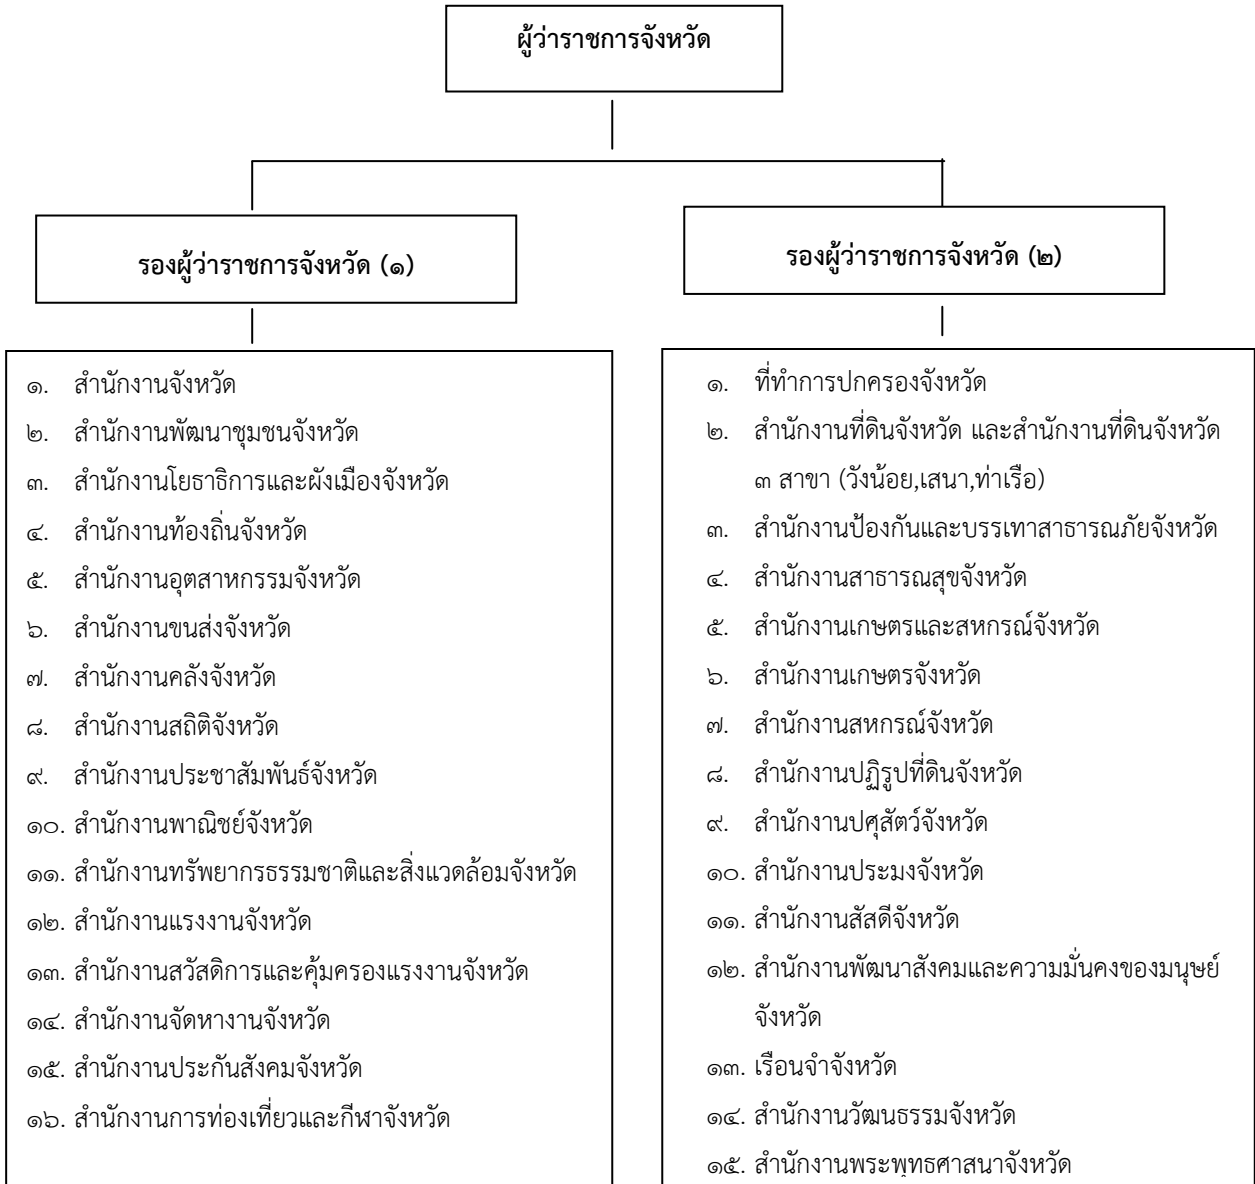 ผู้ว่าราชการจังหวัด
รองผู้ว่าราชการจังหวัด (๑)
๑. สำนักงานจังหวัด
๒. สำนักงานพัฒนาชุมชนจังหวัด
๓. สำนักงานโยธาธิการและผังเมืองจังหวัด
๔. สำนักงานท้องถิ่นจังหวัด
๕. สำนักงานอุตสาหกรรมจังหวัด
๖. สำนักงานขนส่งจังหวัด
๗. สำนักงานคลังจังหวัด
๘. สำนักงานสถิติจังหวัด
๙. สำนักงานประชาสัมพันธ์จังหวัด
๑๐. สำนักงานพาณิชย์จังหวัด
๑๑. สำนักงานทรัพยากรธรรมชาติและสิ่งแวดล้อมจังหวัด
๑๒. สำนักงานแรงงานจังหวัด
๑๓. สำนักงานสวัสดิการและคุ้มครองแรงงานจังหวัด
๑๔. สำนักงานจัดหางานจังหวัด
๑๕. สำนักงานประกันสังคมจังหวัด
๑๖. สำนักงานการท่องเที่ยวและกีฬาจังหวัด
รองผู้ว่าราชการจังหวัด (๒)
๑. ที่ทำการปกครองจังหวัด
๒. สำนักงานที่ดินจังหวัด และสำนักงานที่ดินจังหวัด
๓ สาขา (วังน้อย,เสนา,ท่าเรือ)
๓. สำนักงานป้องกันและบรรเทาสาธารณภัยจังหวัด
๔. สำนักงานสาธารณสุขจังหวัด
๕. สำนักงานเกษตรและสหกรณ์จังหวัด
๖. สำนักงานเกษตรจังหวัด
๗. สำนักงานสหกรณ์จังหวัด
๘. สำนักงานปฏิรูปที่ดินจังหวัด
๙. สำนักงานปศุสัตว์จังหวัด
๑๐. สำนักงานประมงจังหวัด
๑๑. สำนักงานสัสดีจังหวัด
๑๒. สำนักงานพัฒนาสังคมและความมั่นคงของมนุษย์
จังหวัด
๑๓. เรือนจำจังหวัด
๑๔. สำนักงานวัฒนธรรมจังหวัด
๑๕. สำนักงานพระพุทธศาสนาจังหวัด